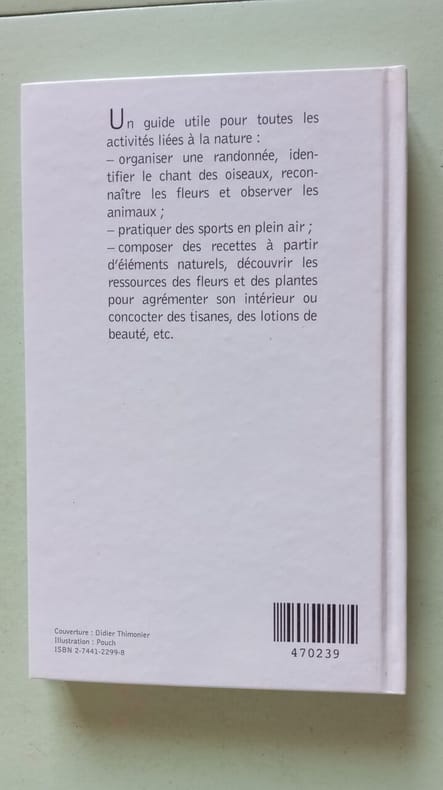 Un guide utile pour toutes les
activités liées à la nature :
– organiser une randonnée, iden-
tifier le chant des oiseaux, recon-
naître les fleurs et observer les
animaux ;
– pratiquer des sports en plein air ;
– composer des recettes à partir
d'éléments naturels, découvrir les
ressources des fleurs et des plantes
pour agrémenter son intérieur ou
concocter des tisanes, des lotions de
beauté, etc.
Couverture : Didier Thimonier
Illustration : Pouch
ISBN 2-7441-2299-8
470239